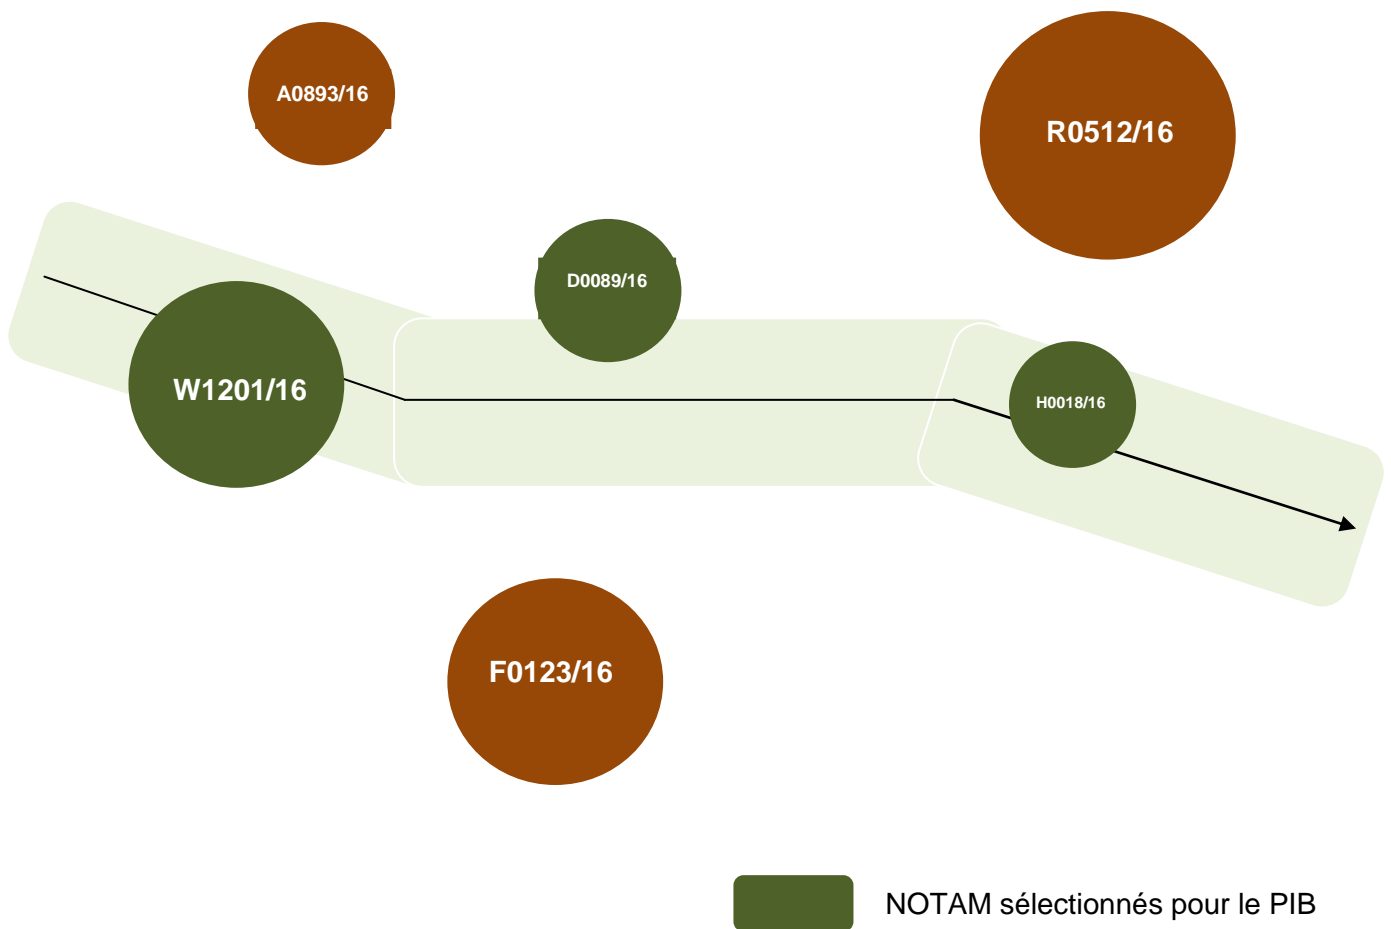 A0893/16
R0512/16
D0089/16
W1201/16
H0018/16
F0123/16
NOTAM sélectionnés pour le PIB